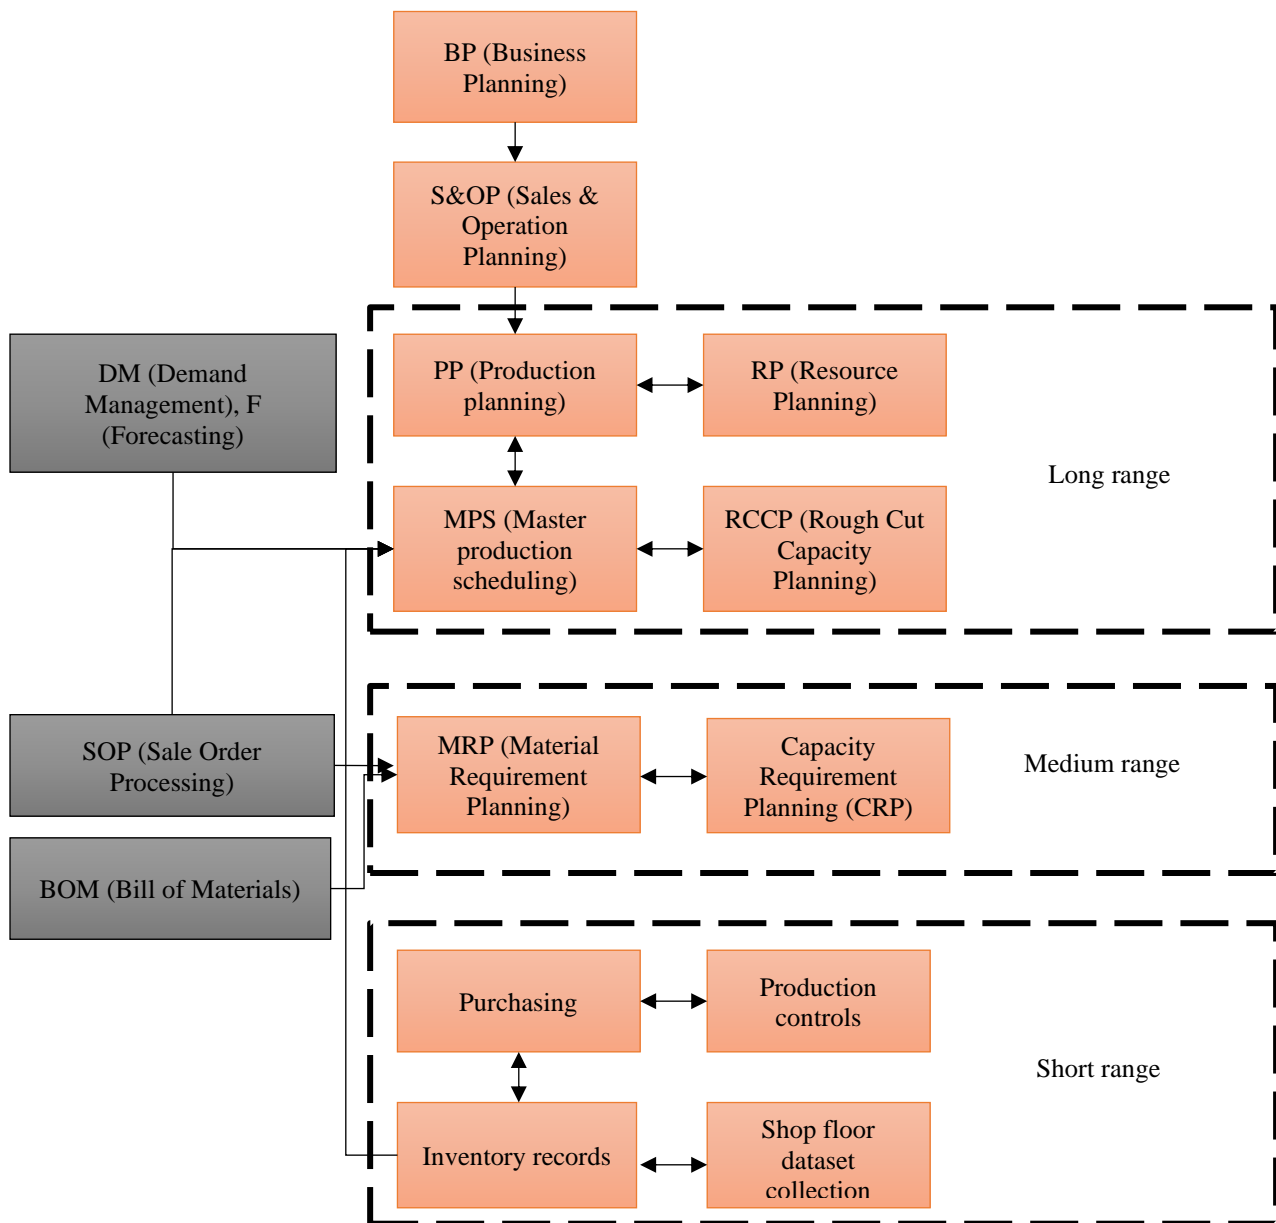 BP (Business
Planning)
S&OP (Sales &
Operation
Planning)
DM (Demand
Management), F
(Forecasting)
PP (Production
planning)
RP (Resource
Planning)
Long range
MPS (Master
production
scheduling)
RCCP (Rough Cut
Capacity
Planning)
SOP (Sale Order
Processing)
MRP (Material
Requirement
Planning)
Capacity
Requirement
Planning (CRP)
Medium range
BOM (Bill of Materials)
Purchasing
Production
controls
Short range
Inventory records
Shop floor
dataset
collection